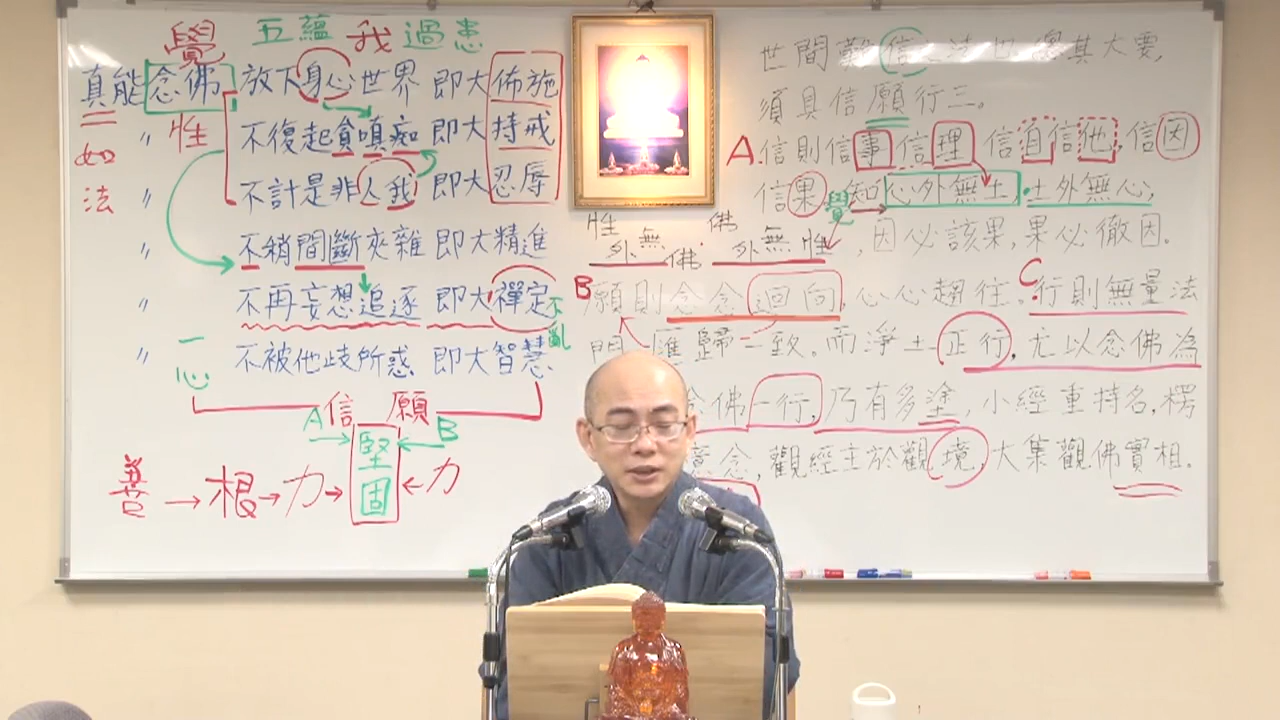 覺 五蘊我過患
真能念佛 放下身心世界 即大佈施
二 〃 性 不復起貪嗔痴 即大持戒
如 〃 不計是非人我 即大忍辱
法
〃 不稍間斷夾雜 即大精進
〃 不再妄想追逐 即大禪定 不亂
一心 〃 不被他歧所惑 即大智慧
信 願
A 堅固 B
善→根→力→ ←力
世間難信之法也 其大要,
須具信願行三。
A.信則信事信理 信自信他,信因
信果,知心外無土 土外無心,
覺
性外無佛 佛外無性
因必該果,果必徹因。
B 願則念念迴向,心心趨往。C.行則無量法
門 匯歸一致。而淨土正行,尤以念佛為
念佛一行,乃有多塗,小經重持名,楞
意念,觀經主於觀境,大集觀佛實相.